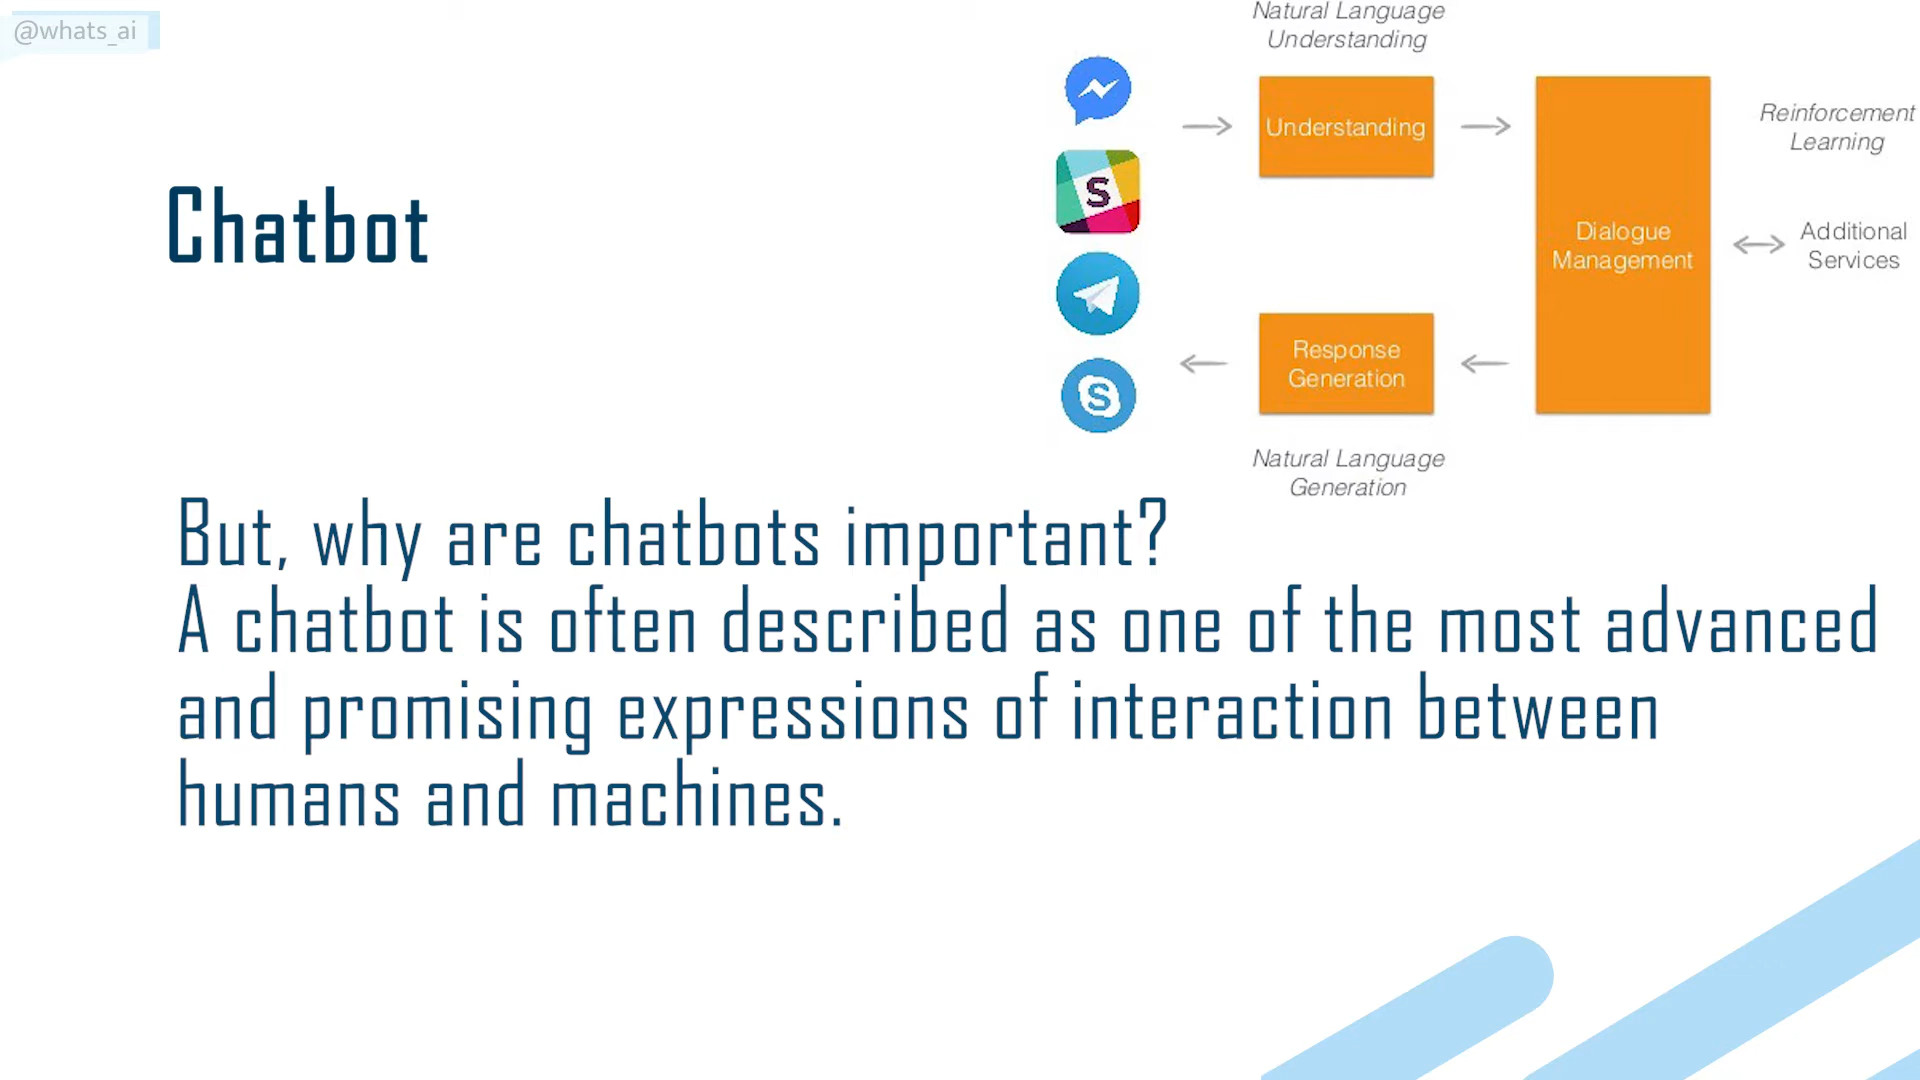 @whats_ai
Natural Language
Understanding
Understanding
Reinforcement
Learning
S
Chatbot
Dialogue
Management
Additional
Services
Response
Generation
S
Natural Language
Generation
But, why are chatbots important?
A chatbot is often described as one of the most advanced
and promising expressions of interaction between
humans and machines.